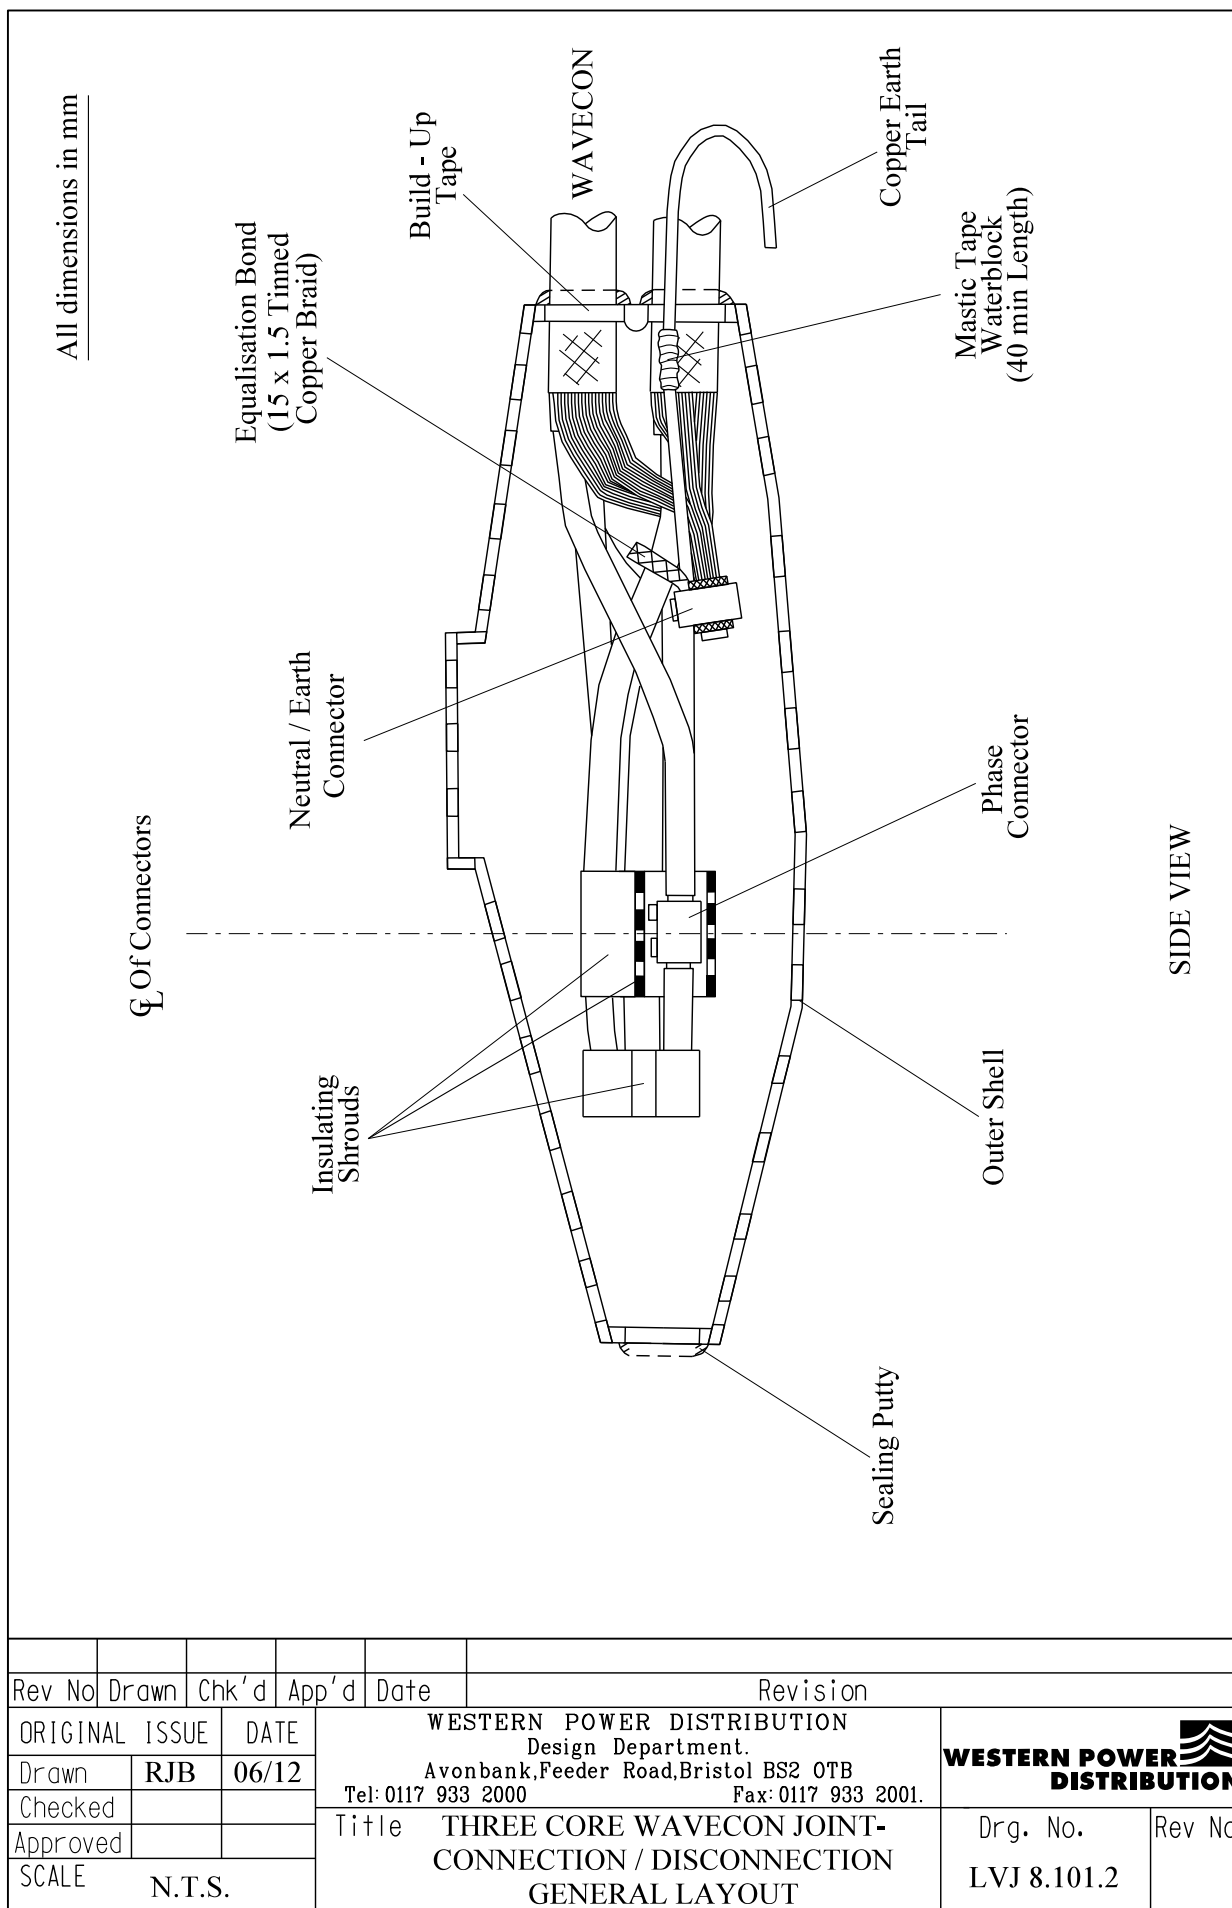 All dimensions in mm
Equalisation Bond
(15 x 1.5 Tinned
Copper Braid)
Build - Up
Tape
WAVECON
Copper Earth
Tail
Mastic Tape
Waterblock
(40 min Length)
Neutral / Earth
Connector
Phase
Connector
℄ Of Connectors
SIDE VIEW
Insulating
Shrouds
Outer Shell
Sealing Putty
Rev No Drawn Chk'd App'd Date Revision
ORIGINAL ISSUE DATE
Drawn RJB 06/12
Checked
Approved
SCALE N.T.S.
WESTERN POWER DISTRIBUTION
Design Department.
Avonbank,Feeder Road,Bristol BS2 0TB
Tel:0117 933 2000 Fax:0117 933 2001.
Title THREE CORE WAVECON JOINT-
CONNECTION / DISCONNECTION
GENERAL LAYOUT
WESTERN POWER
DISTRIBUTION
Drg. No.
LVJ 8.101.2
Rev No